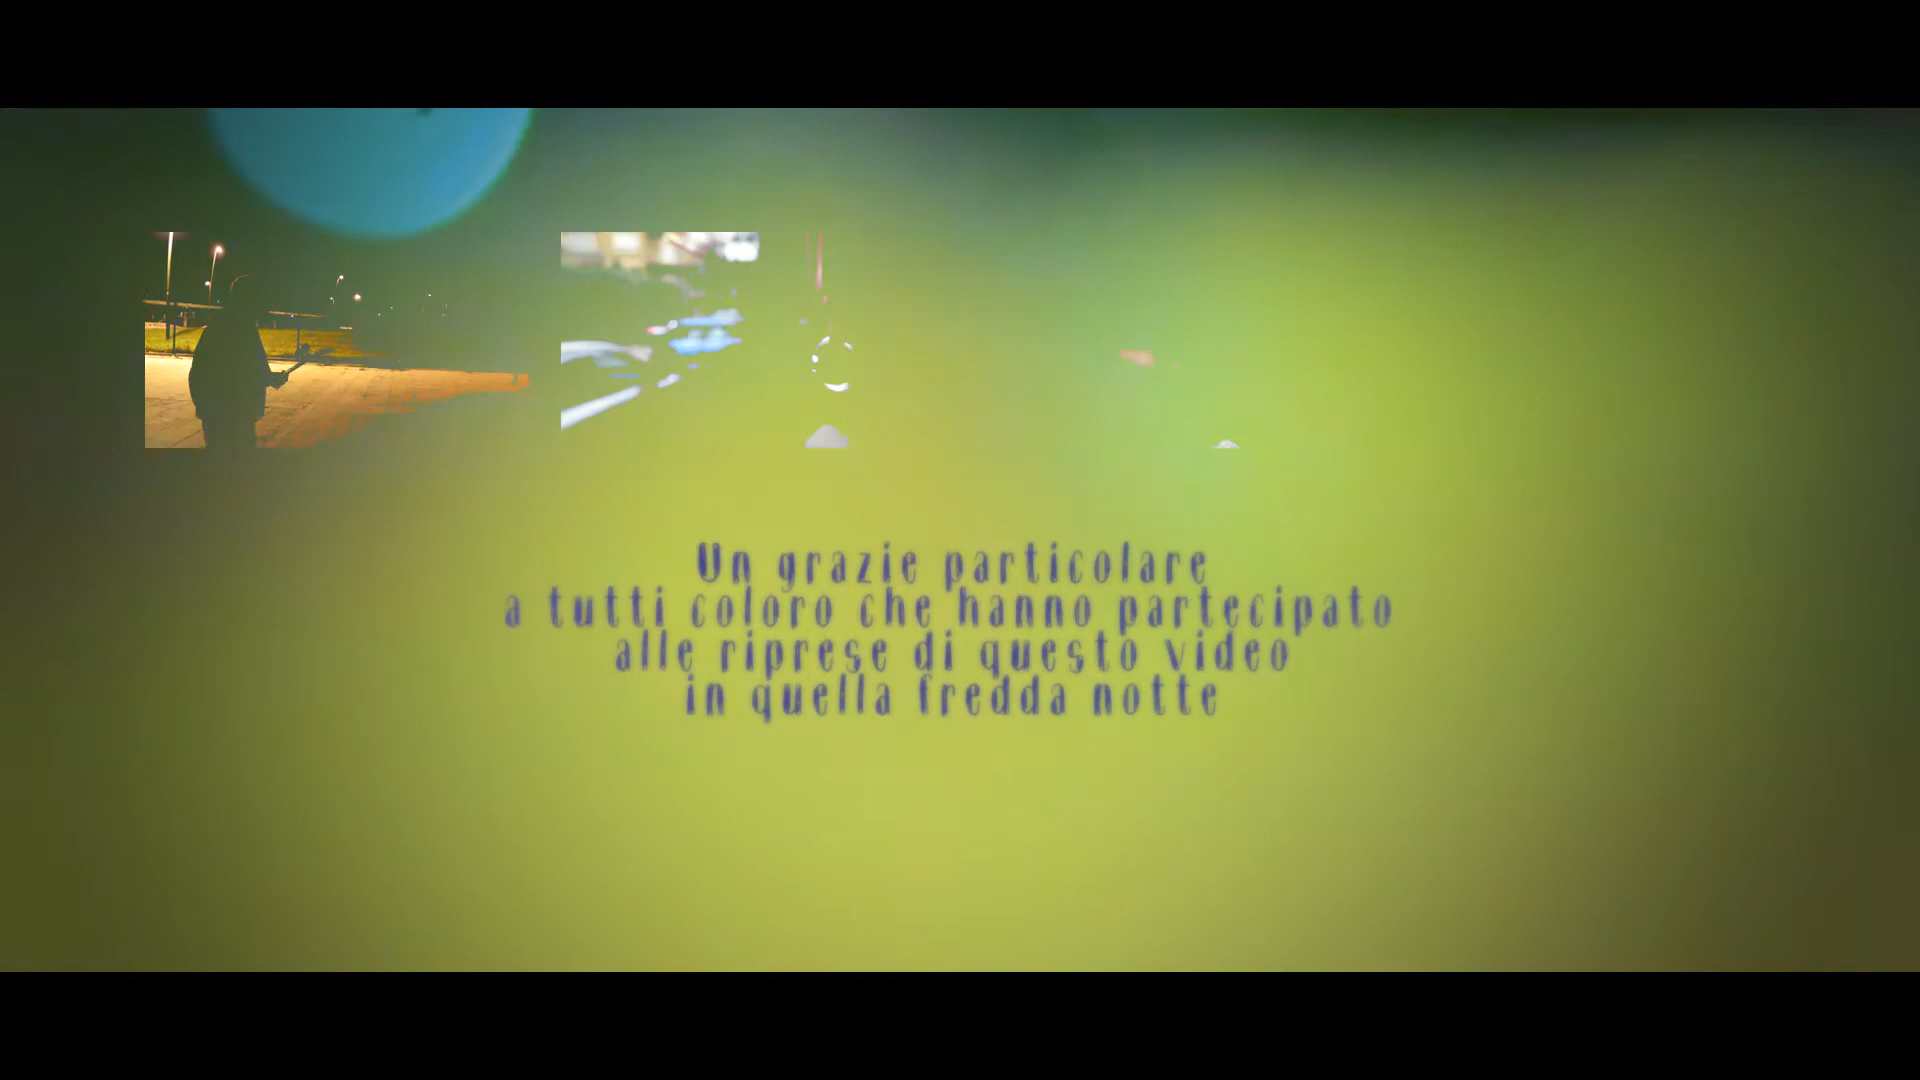 Un grazie particolare
a tutti coloro che hanno partecipato
alle riprese di questo video
in quella fredda notte